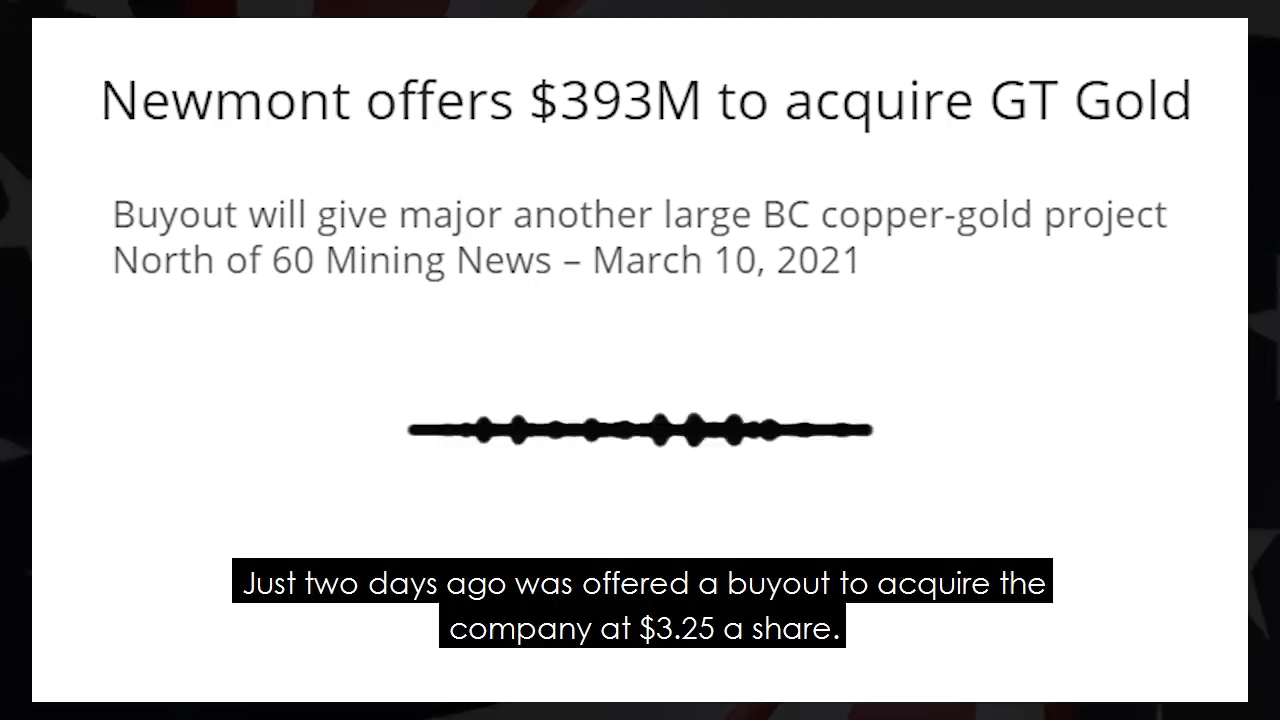 Newmont offers $393M to acquire GT Gold
Buyout will give major another large BC copper-gold project
North of 60 Mining News – March 10, 2021
Just two days ago was offered a buyout to acquire the
company at $3.25 a share.